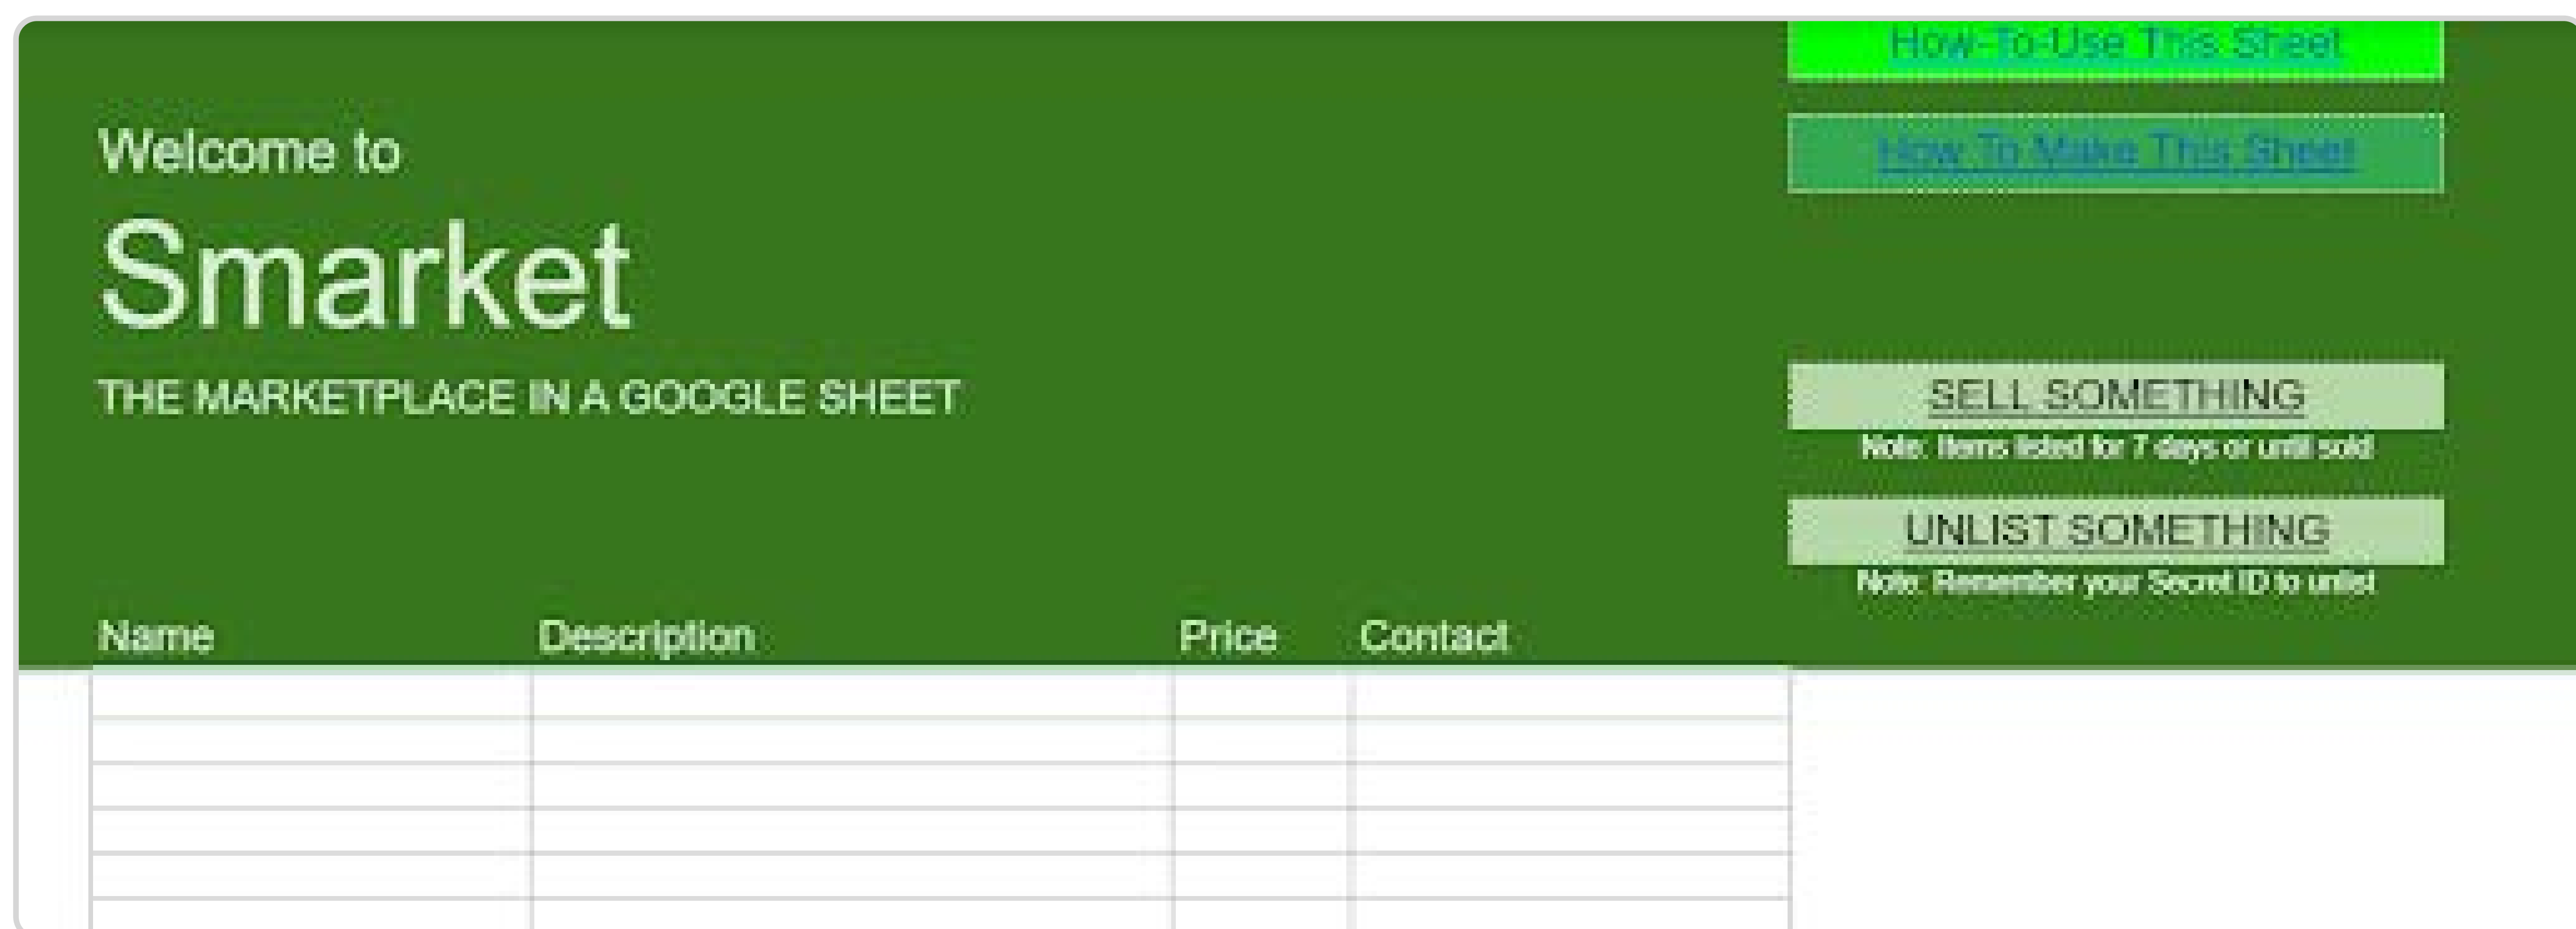 How-To-Use This Sheet
How To Make This Sheet
Welcome to
Smarket
THE MARKETPLACE IN A GOOGLE SHEET
SELL SOMETHING
Note: Items listed for 7 days or until sold
UNLIST SOMETHING
Note: Remember your Secret ID to unlist
Name Description Price Contact